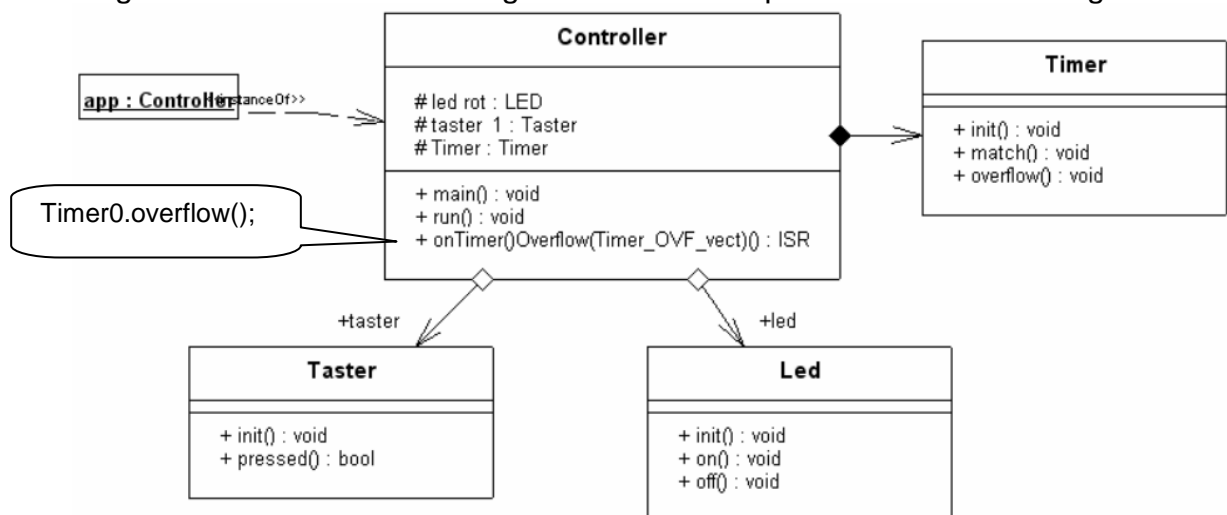 Controller
# led rot : LED
# taster 1 : Taster
# Timer : Timer
+ main() : void
+ run() : void
+ onTimer()Overflow(Timer_OVF_vect)() : ISR
app : Controller
Timer
+ init() : void
+ match() : void
+ overflow() : void
Timer0.overflow();
+taster
+led
Taster
+ init() : void
+ pressed() : bool
Led
+ init() : void
+ on() : void
+ off() : void